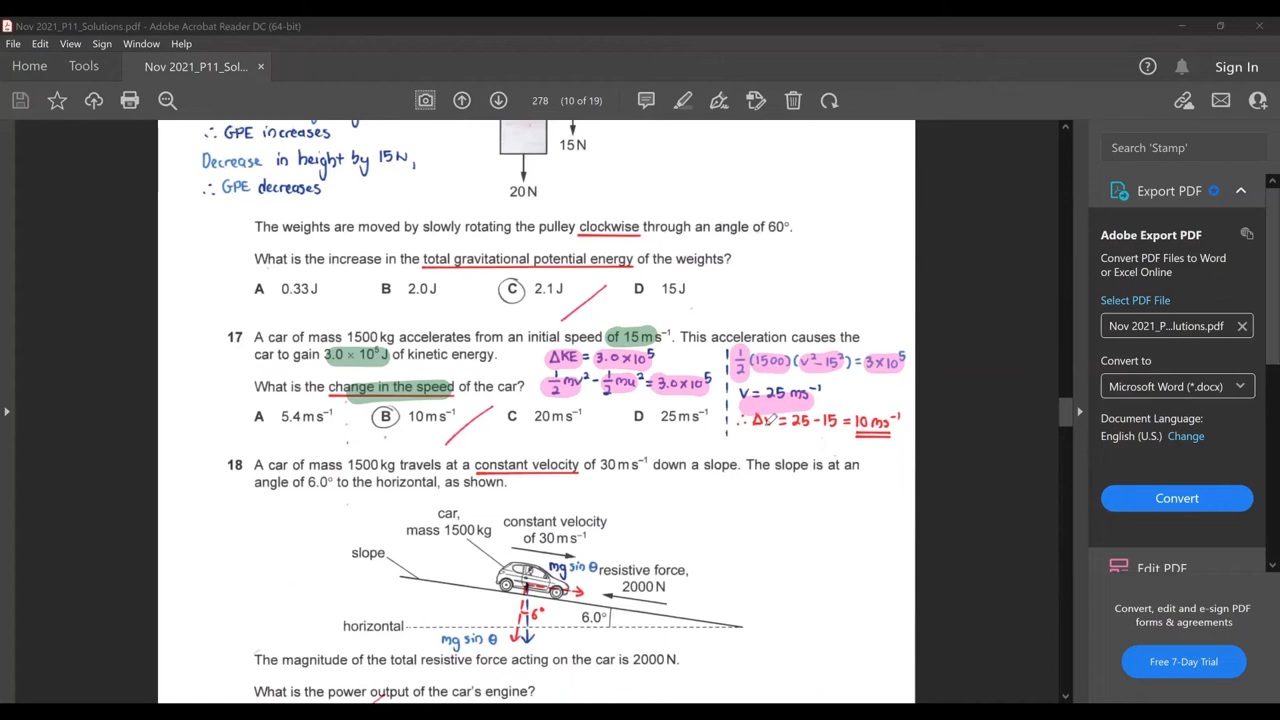 Nov 2021_P11_Solutions.pdf - Adobe Acrobat Reader DC (64-bit)
File Edit View Sign Window Help
Home Tools Nov 2021_P11_Sol... × Sign In
278 (10 of 19)
∴ GPE increases
Decrease in height by 15N,
∴ GPE decreases
15 N
20 N
The weights are moved by slowly rotating the pulley clockwise through an angle of 60°.
What is the increase in the total gravitational potential energy of the weights?
A 0.33 J B 2.0 J C 2.1 J D 15 J
17 A car of mass 1500 kg accelerates from an initial speed of 15 m s⁻¹. This acceleration causes the
car to gain 3.0 × 10⁵ J of kinetic energy.
ΔKE = 3.0×10⁵
½mv² - ½mu² = 3.0×10⁵
½(1500)(v²-15²) = 3×10⁵
v = 25 ms⁻¹
∴ Δv = 25-15 = 10 ms⁻¹
What is the change in the speed of the car?
A 5.4 m s⁻¹ B 10 m s⁻¹ C 20 m s⁻¹ D 25 m s⁻¹
18 A car of mass 1500 kg travels at a constant velocity of 30 m s⁻¹ down a slope. The slope is at an
angle of 6.0° to the horizontal, as shown.
car,
mass 1500 kg
constant velocity
of 30 m s⁻¹
slope
mg sin θ
resistive force,
2000 N
6°
6.0°
horizontal
mg sin θ
The magnitude of the total resistive force acting on the car is 2000 N.
What is the power output of the car's engine?
Search 'Stamp'
Export PDF
Adobe Export PDF
Convert PDF Files to Word
or Excel Online
Select PDF File
Nov 2021_P...lutions.pdf ×
Convert to
Microsoft Word (*.docx)
Document Language:
English (U.S.) Change
Convert
Edit PDF
Convert, edit and e-sign PDF
forms & agreements
Free 7-Day Trial